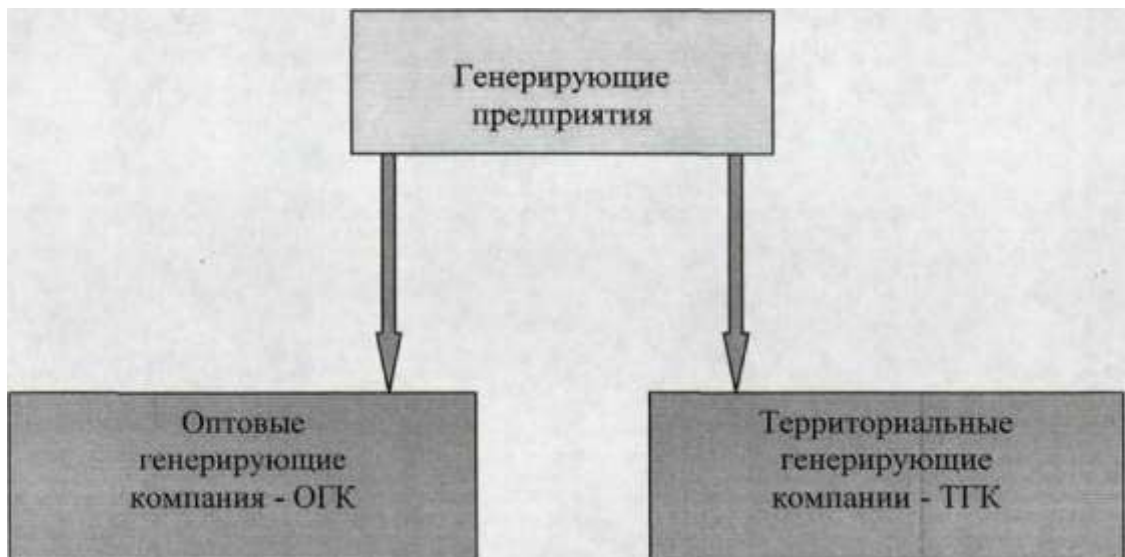 Генерирующие
предприятия
Оптовые
генерирующие
компания - ОГК
Территориальные
генерирующие
компании - ТГК